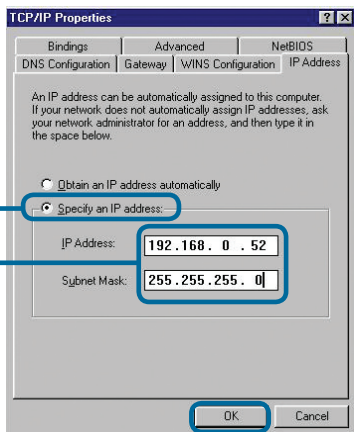 TCP/IP Properties
Bindings Advanced NetBIOS
DNS Configuration Gateway WINS Configuration IP Address
An IP address can be automatically assigned to this computer.
If your network does not automatically assign IP addresses, ask
your network administrator for an address, and then type it in
the space below.
Obtain an IP address automatically
Specify an IP address:
IP Address: 192.168. 0 .52
Subnet Mask: 255.255.255. 0
OK Cancel